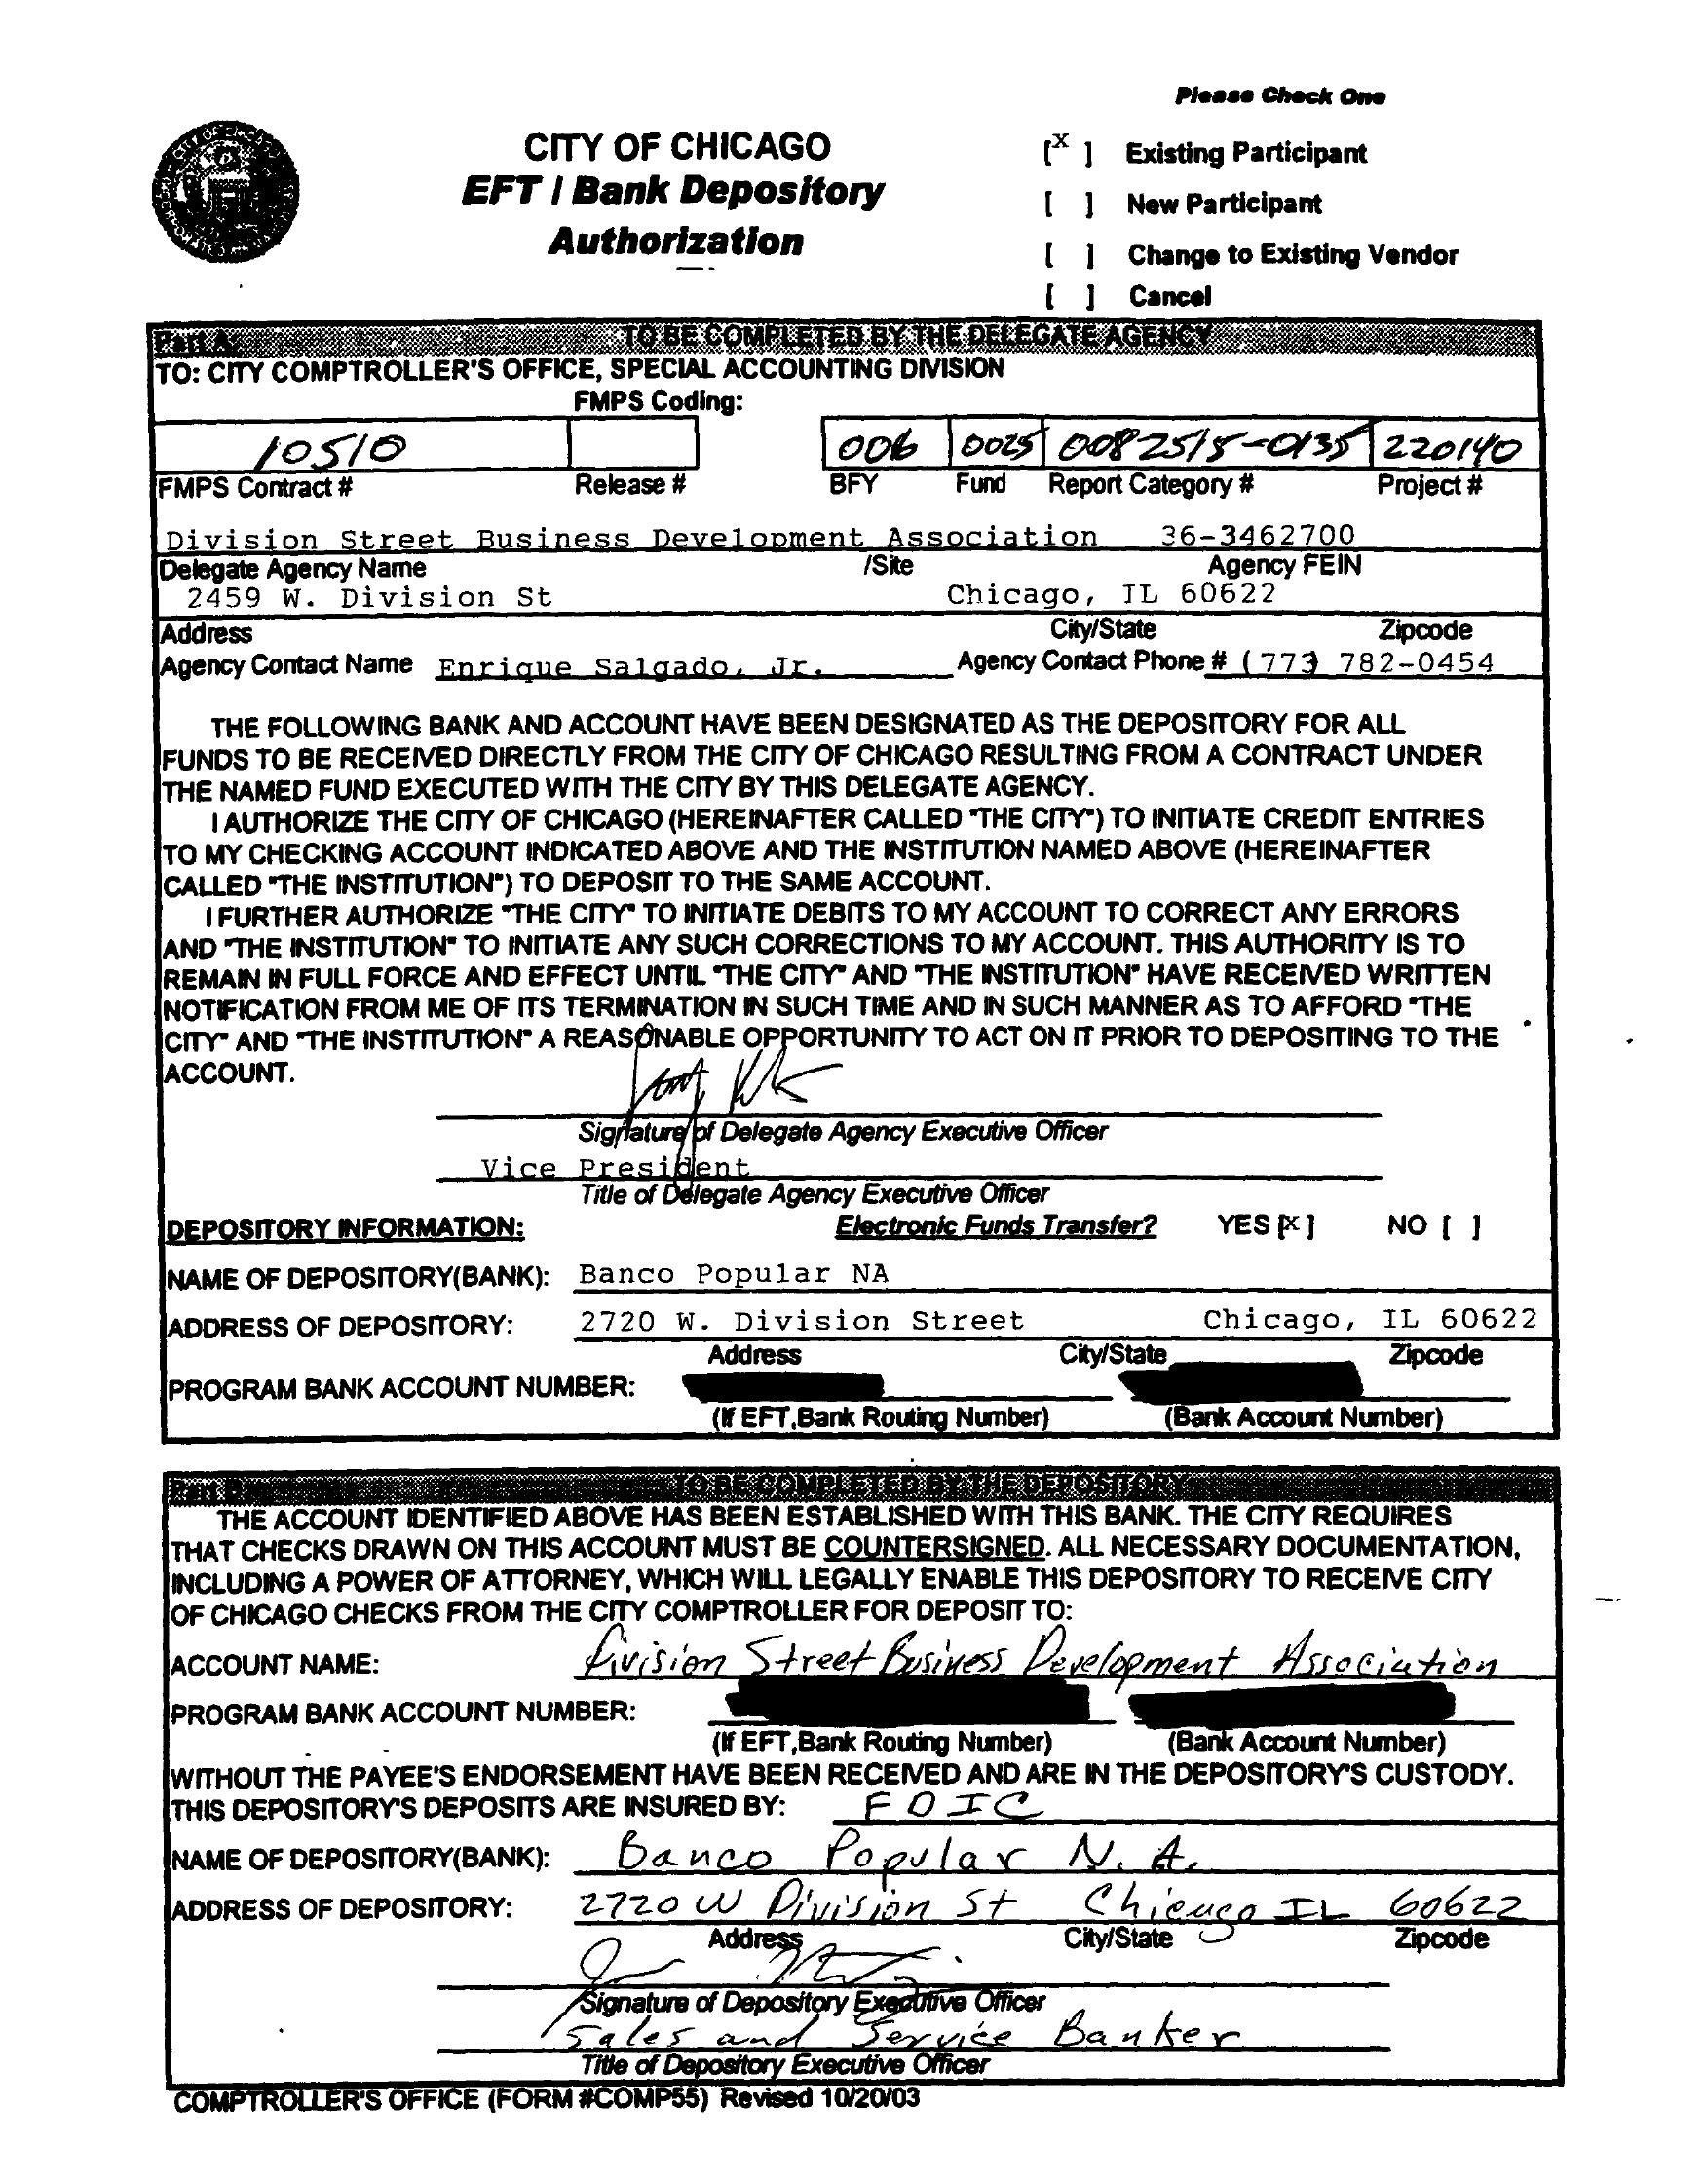 Please Check One
CITY OF CHICAGO
EFT / Bank Depository
Authorization
[x] Existing Participant
[ ] New Participant
[ ] Change to Existing Vendor
[ ] Cancel
Part A: TO BE COMPLETED BY THE DELEGATE AGENCY
TO: CITY COMPTROLLER'S OFFICE, SPECIAL ACCOUNTING DIVISION
FMPS Coding:
10510 006 0025 0082515-0135 220140
FMPS Contract # Release # BFY Fund Report Category # Project #
Division Street Business Development Association 36-3462700
Delegate Agency Name /Site Agency FEIN
2459 W. Division St Chicago, IL 60622
Address City/State Zipcode
Agency Contact Name Enrique Salgado, Jr. Agency Contact Phone # (773) 782-0454
THE FOLLOWING BANK AND ACCOUNT HAVE BEEN DESIGNATED AS THE DEPOSITORY FOR ALL
FUNDS TO BE RECEIVED DIRECTLY FROM THE CITY OF CHICAGO RESULTING FROM A CONTRACT UNDER
THE NAMED FUND EXECUTED WITH THE CITY BY THIS DELEGATE AGENCY.
I AUTHORIZE THE CITY OF CHICAGO (HEREINAFTER CALLED "THE CITY") TO INITIATE CREDIT ENTRIES
TO MY CHECKING ACCOUNT INDICATED ABOVE AND THE INSTITUTION NAMED ABOVE (HEREINAFTER
CALLED "THE INSTITUTION") TO DEPOSIT TO THE SAME ACCOUNT.
I FURTHER AUTHORIZE "THE CITY" TO INITIATE DEBITS TO MY ACCOUNT TO CORRECT ANY ERRORS
AND "THE INSTITUTION" TO INITIATE ANY SUCH CORRECTIONS TO MY ACCOUNT. THIS AUTHORITY IS TO
REMAIN IN FULL FORCE AND EFFECT UNTIL "THE CITY" AND "THE INSTITUTION" HAVE RECEIVED WRITTEN
NOTIFICATION FROM ME OF ITS TERMINATION IN SUCH TIME AND IN SUCH MANNER AS TO AFFORD "THE
CITY" AND "THE INSTITUTION" A REASONABLE OPPORTUNITY TO ACT ON IT PRIOR TO DEPOSITING TO THE
ACCOUNT.
Signature of Delegate Agency Executive Officer
Vice President
Title of Delegate Agency Executive Officer
DEPOSITORY INFORMATION: Electronic Funds Transfer? YES [x] NO [ ]
NAME OF DEPOSITORY(BANK): Banco Popular NA
ADDRESS OF DEPOSITORY: 2720 W. Division Street Chicago, IL 60622
Address City/State Zipcode
PROGRAM BANK ACCOUNT NUMBER:
(If EFT,Bank Routing Number) (Bank Account Number)
Part B TO BE COMPLETED BY THE DEPOSITORY
THE ACCOUNT IDENTIFIED ABOVE HAS BEEN ESTABLISHED WITH THIS BANK. THE CITY REQUIRES
THAT CHECKS DRAWN ON THIS ACCOUNT MUST BE COUNTERSIGNED. ALL NECESSARY DOCUMENTATION,
INCLUDING A POWER OF ATTORNEY, WHICH WILL LEGALLY ENABLE THIS DEPOSITORY TO RECEIVE CITY
OF CHICAGO CHECKS FROM THE CITY COMPTROLLER FOR DEPOSIT TO:
ACCOUNT NAME: Division Street Business Development Association
PROGRAM BANK ACCOUNT NUMBER:
(If EFT,Bank Routing Number) (Bank Account Number)
WITHOUT THE PAYEE'S ENDORSEMENT HAVE BEEN RECEIVED AND ARE IN THE DEPOSITORY'S CUSTODY.
THIS DEPOSITORY'S DEPOSITS ARE INSURED BY: FDIC
NAME OF DEPOSITORY(BANK): Banco Popular N.A.
ADDRESS OF DEPOSITORY: 2720 W Division St Chicago IL 60622
Address City/State Zipcode
Signature of Depository Executive Officer
Sales and Service Banker
Title of Depository Executive Officer
COMPTROLLER'S OFFICE (FORM #COMP55) Revised 10/20/03